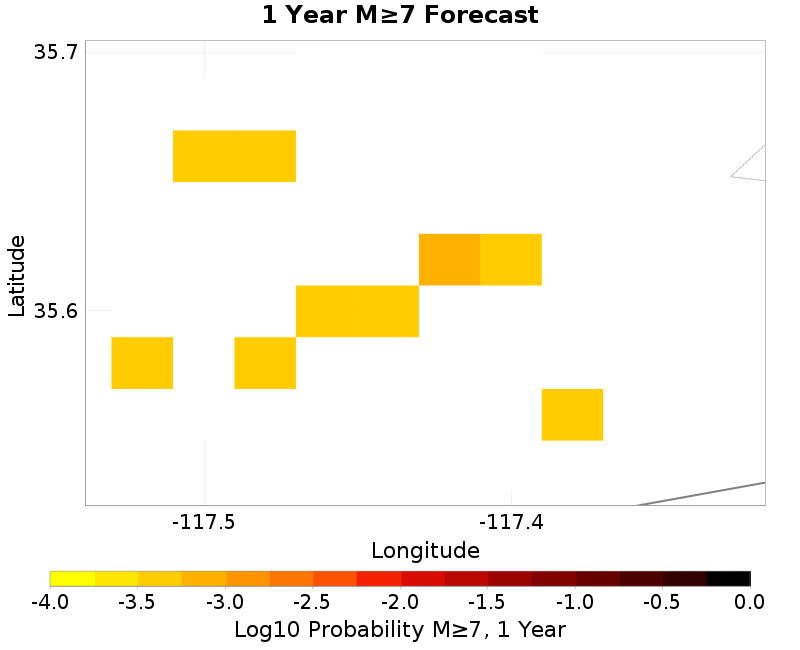 1 Year M≥7 Forecast
35.7
35.6
Latitude
-117.5 -117.4
Longitude
-4.0 -3.5 -3.0 -2.5 -2.0 -1.5 -1.0 -0.5 0.0
Log10 Probability M≥7, 1 Year